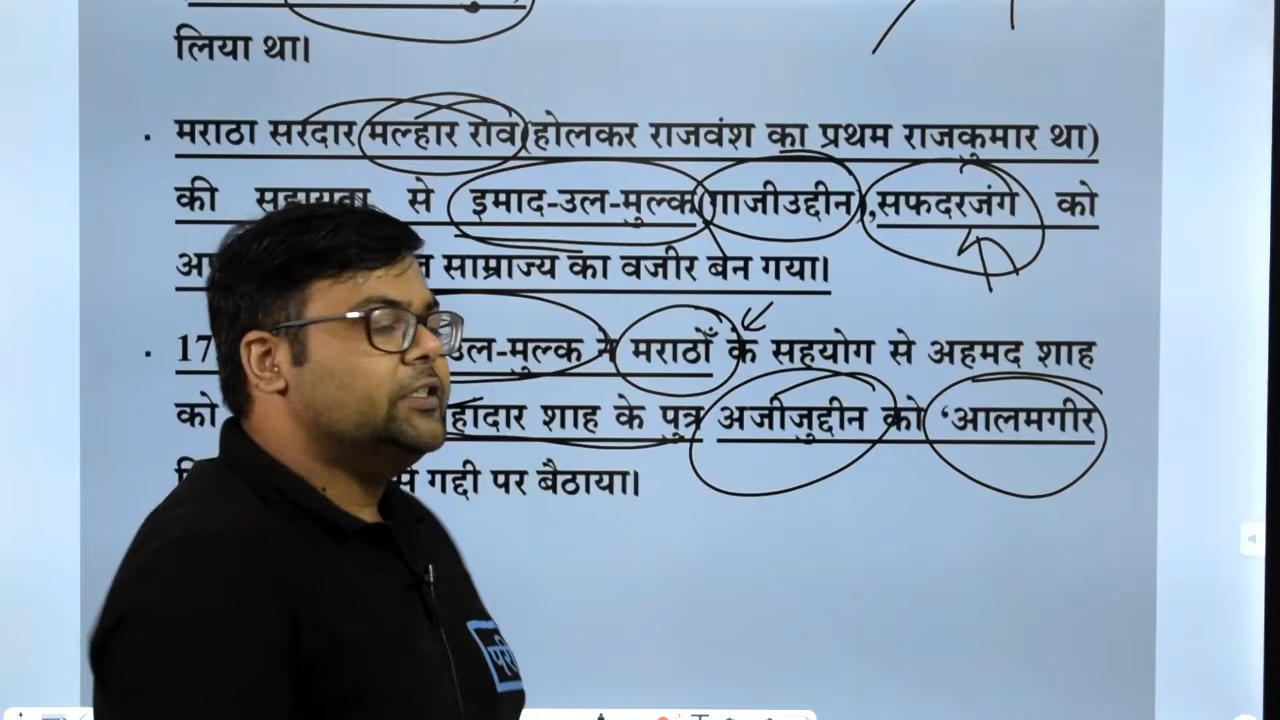 लिया था।
. मराठा सरदार मल्हार राव (होलकर राजवंश का प्रथम राजकुमार था)
की सहायता से इमाद-उल-मुल्क(गाजीउद्दीन),सफदरजंग को
साम्राज्य का वजीर बन गया।
. 17 उल-मुल्क ने मराठों के सहयोग से अहमद शाह
को शाह के पुत्र अजीजुद्दीन को ‘आलमगीर
से गद्दी पर बैठाया।